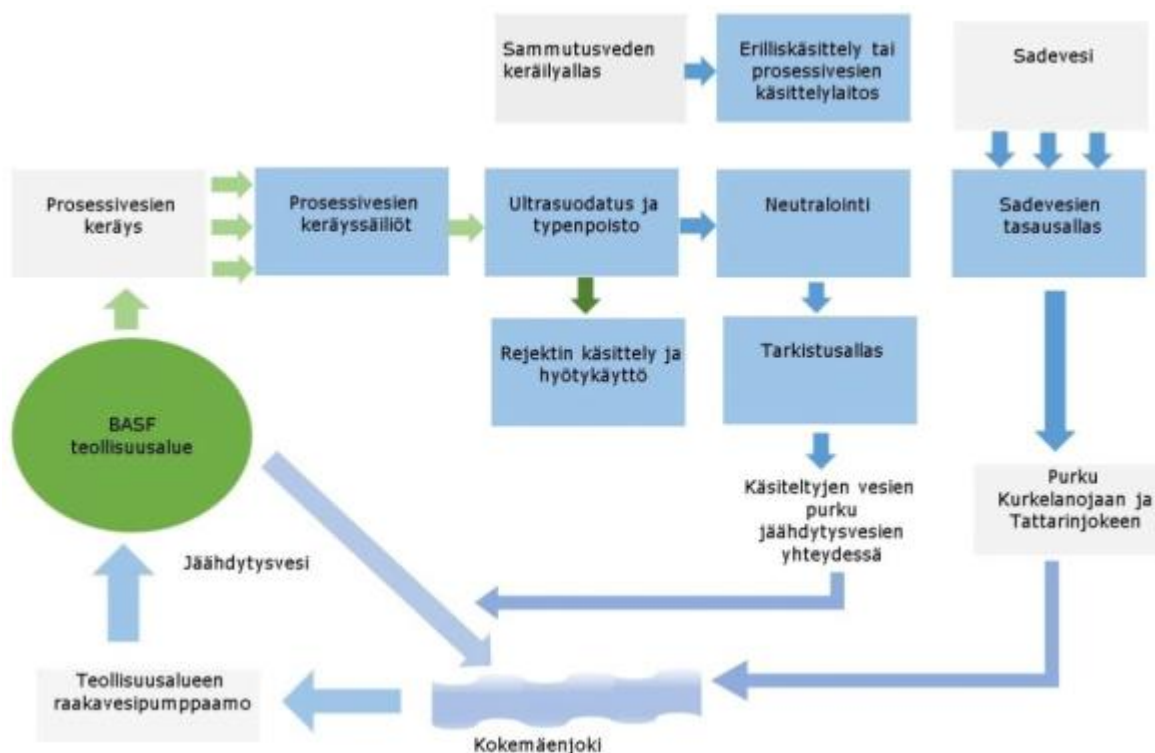 Sammutusveden
keräilyallas
Erilliskäsittely tai
prosessivesien
käsittelylaitos
Sadevesi
Prosessivesien
keräys
Prosessivesien
keräyssäiliöt
Ultrasuodatus ja
typenpoisto
Neutralointi
Sadevesien
tasausallas
Rejektin käsittely ja
hyötykäyttö
Tarkistusallas
BASF
teollisuusalue
Käsiteltyjen vesien
purku
jäähdytysvesien
yhteydessä
Purku
Kurkelanojaan ja
Tattarinjokeen
Jäähdytysvesi
Teollisuusalueen
raakavesipumppaamo
Kokemäenjoki